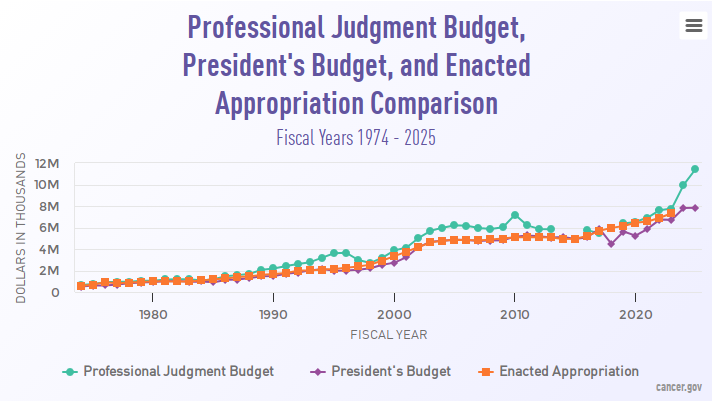 Professional Judgment Budget,
President's Budget, and Enacted
Appropriation Comparison
Fiscal Years 1974 - 2025
DOLLARS IN THOUSANDS
12M
10M
8M
6M
4M
2M
0
1980 1990 2000 2010 2020
FISCAL YEAR
Professional Judgment Budget President's Budget Enacted Appropriation
cancer.gov